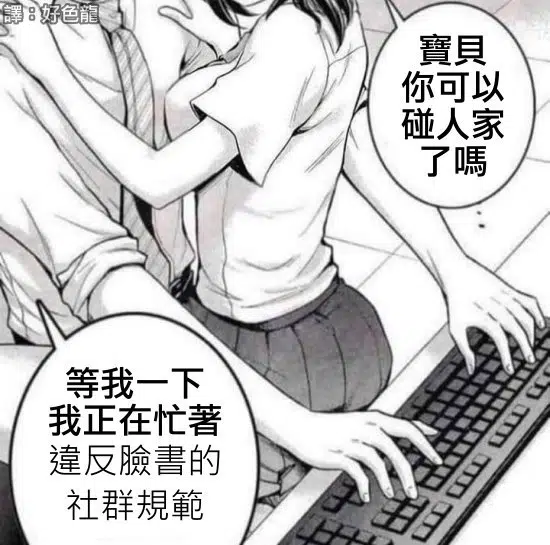 譯：好色龍
寶貝
你可以
碰人家
了嗎
等我一下
我正在忙著
違反臉書的
社群規範